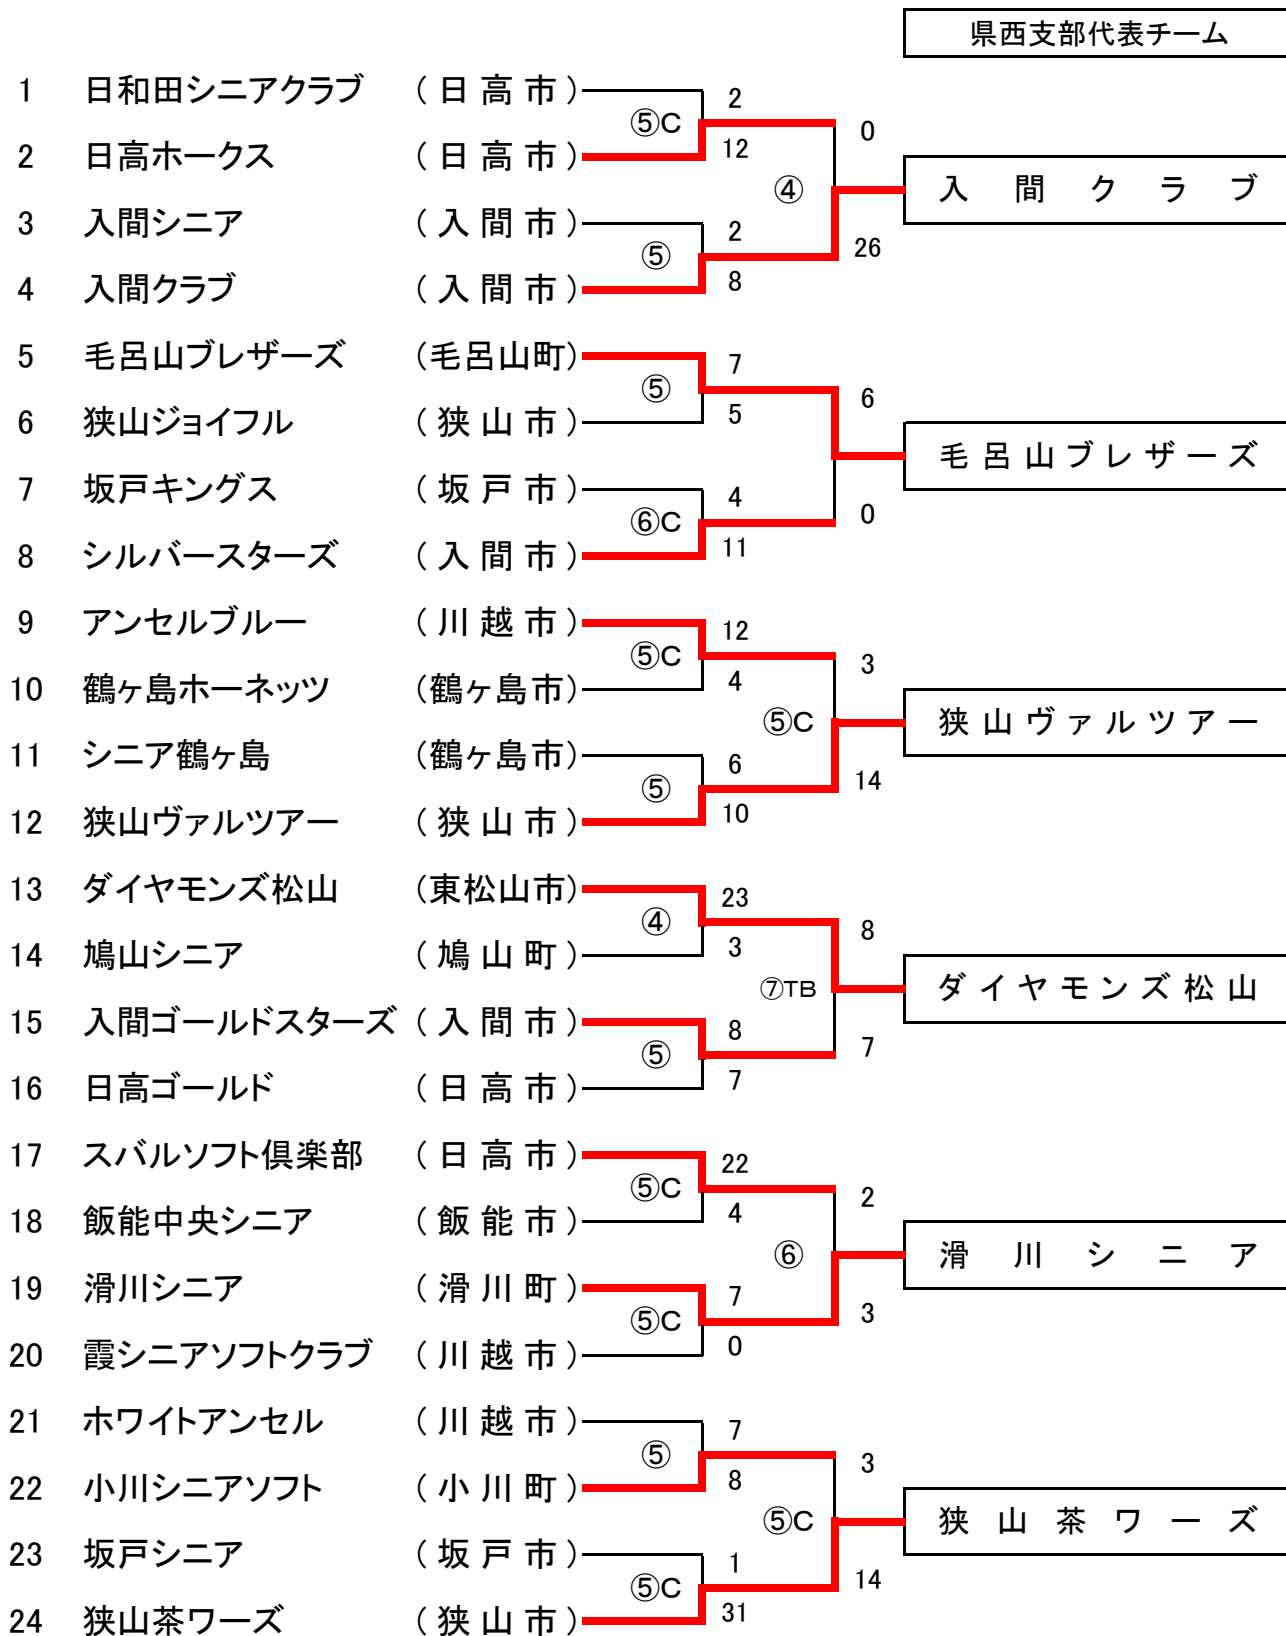 県西支部代表チーム
1 日和田シニアクラブ (日高市) 2
⑤C 0
2 日高ホークス (日高市) 12
④ 入間クラブ
3 入間シニア (入間市) 2
⑤ 26
4 入間クラブ (入間市) 8
5 毛呂山ブレザーズ (毛呂山町) 7
⑤ 6
6 狭山ジョイフル (狭山市) 5
毛呂山ブレザーズ
7 坂戸キングス (坂戸市) 4
⑥C 0
8 シルバースターズ (入間市) 11
9 アンセルブルー (川越市) 12
⑤C 3
10 鶴ヶ島ホーネッツ (鶴ヶ島市) 4
⑤C 狭山ヴァルツアー
11 シニア鶴ヶ島 (鶴ヶ島市) 6
⑤ 14
12 狭山ヴァルツアー (狭山市) 10
13 ダイヤモンズ松山 (東松山市) 23
④ 8
14 鳩山シニア (鳩山町) 3
⑦TB ダイヤモンズ松山
15 入間ゴールドスターズ (入間市) 8
⑤ 7
16 日高ゴールド (日高市) 7
17 スバルソフト倶楽部 (日高市) 22
⑤C 2
18 飯能中央シニア (飯能市) 4
⑥ 滑川シニア
19 滑川シニア (滑川町) 7
⑤C 3
20 霞シニアソフトクラブ (川越市) 0
21 ホワイトアンセル (川越市) 7
⑤ 3
22 小川シニアソフト (小川町) 8
⑤C 狭山茶ワーズ
23 坂戸シニア (坂戸市) 1
⑤C 14
24 狭山茶ワーズ (狭山市) 31